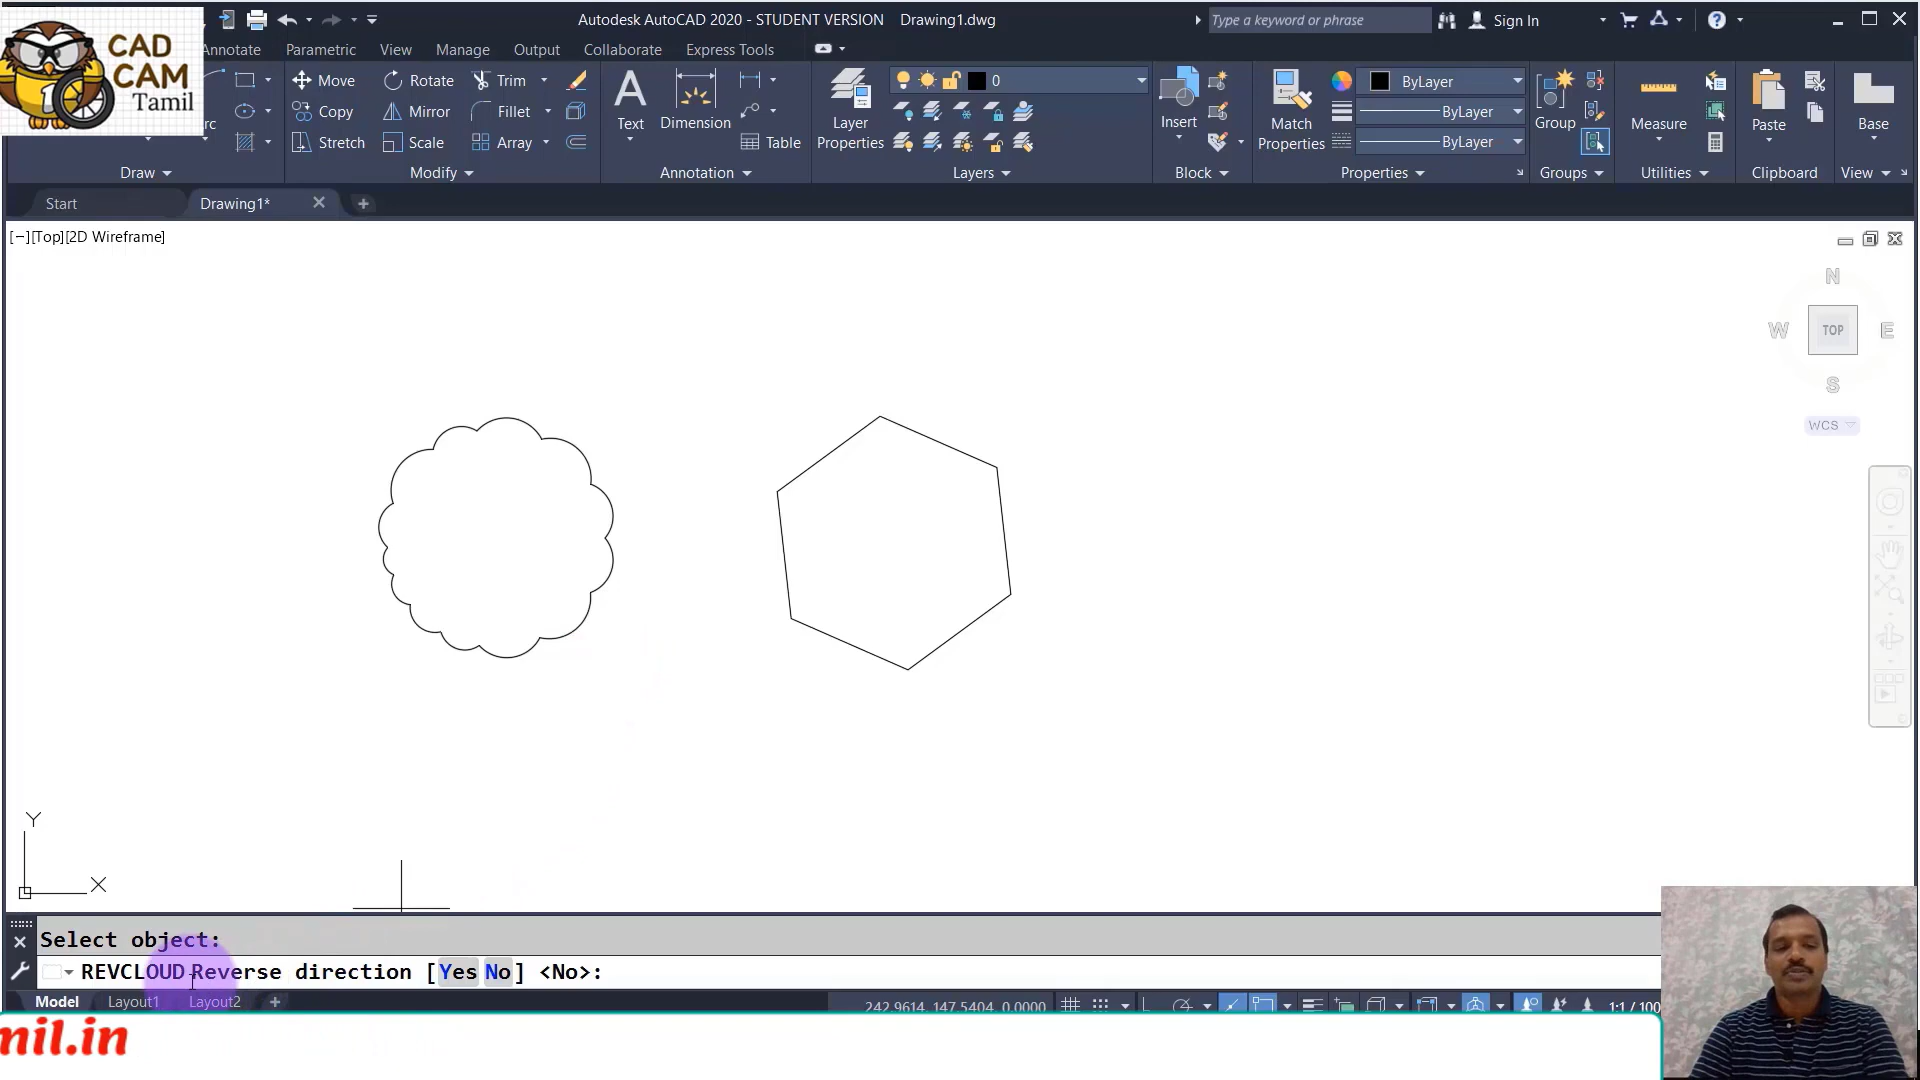 CAD
CAM
Tamil
Autodesk AutoCAD 2020 - STUDENT VERSION Drawing1.dwg
Type a keyword or phrase
Sign In
Annotate Parametric View Manage Output Collaborate Express Tools
Move Rotate Trim
Copy Mirror Fillet
Stretch Scale Array
rc
Text
Dimension
Table
Layer
Properties
0
Insert
Match
Properties
ByLayer
ByLayer
ByLayer
Group
Measure
Paste
Base
Draw Modify Annotation Layers Block Properties Groups Utilities Clipboard View
Start Drawing1*
[−][Top][2D Wireframe]
N
W TOP E
S
WCS
Y
X
Select object:
REVCLOUD Reverse direction [Yes No] <No>:
Model Layout1 Layout2
242.9614, 147.5404, 0.0000
1:1 / 100
mil.in